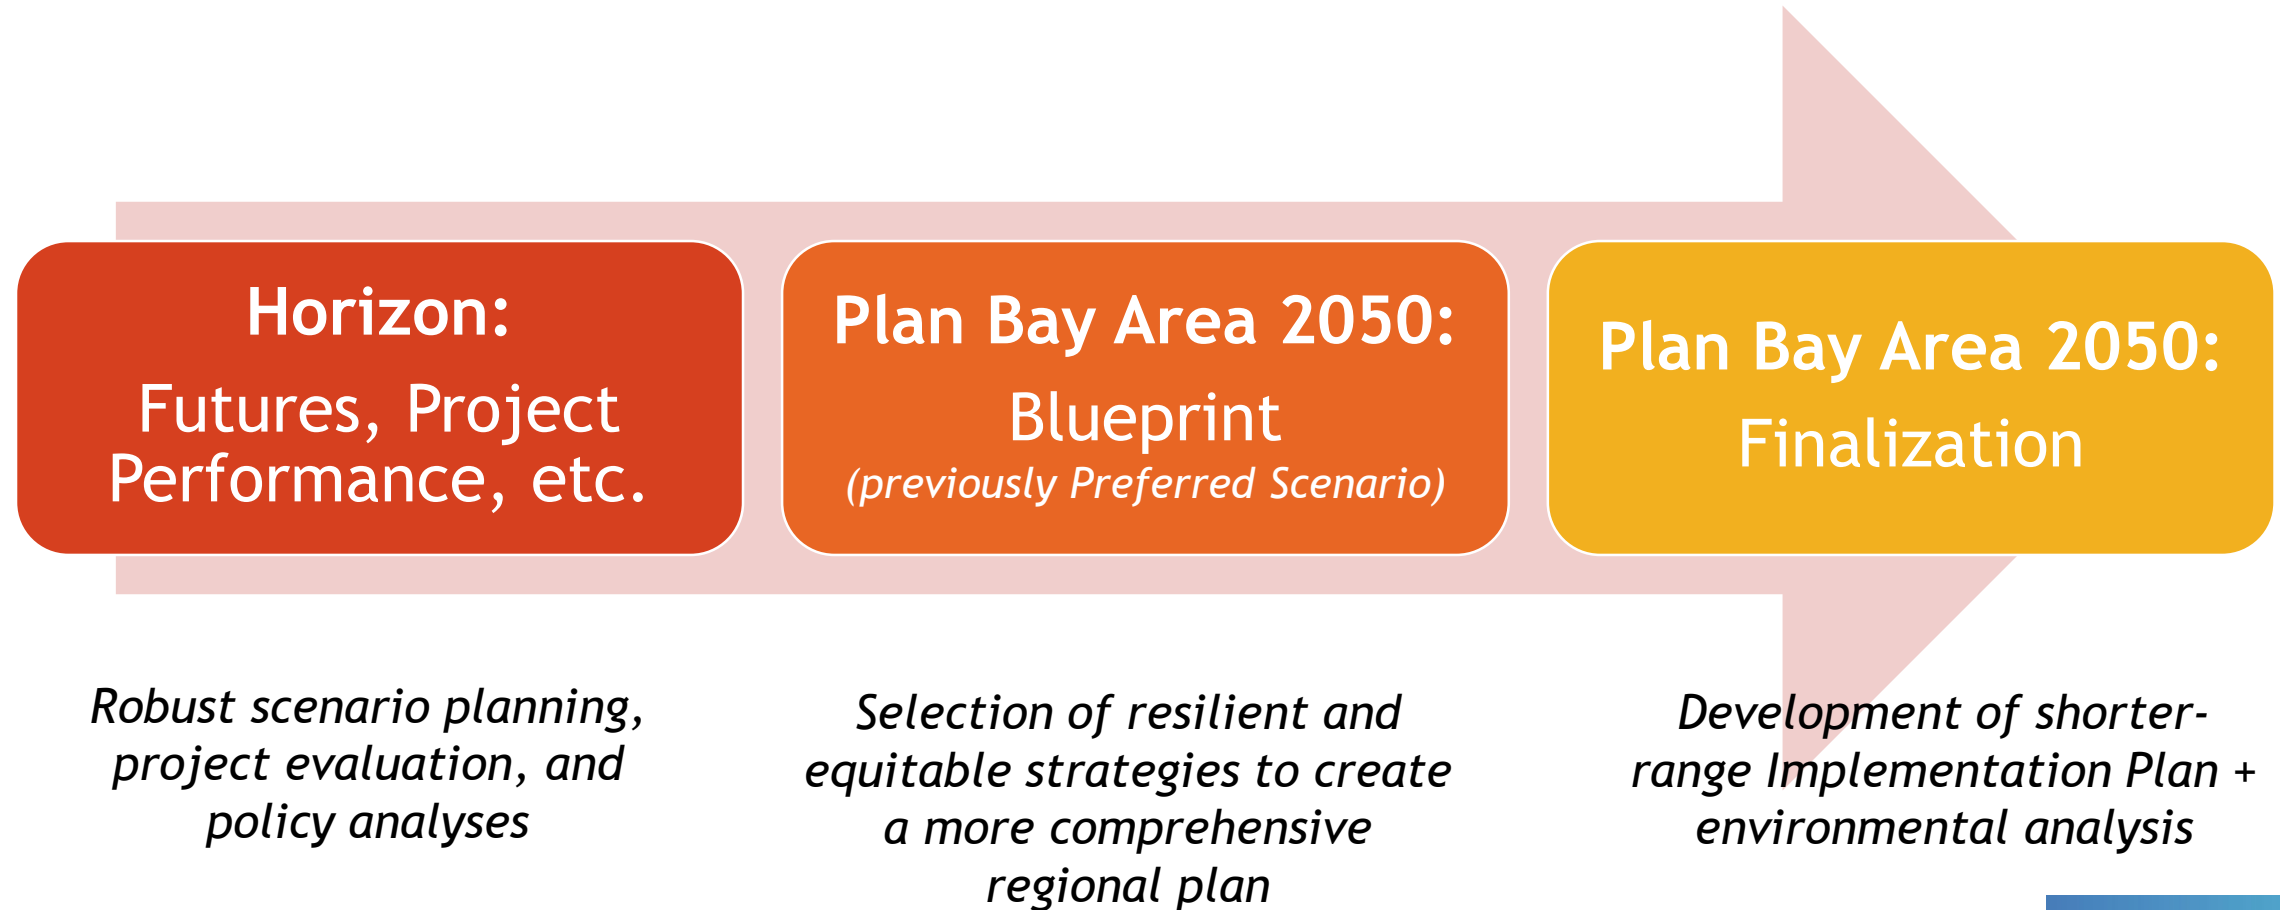 Horizon:
Futures, Project
Performance, etc.
Plan Bay Area 2050:
Blueprint
(previously Preferred Scenario)
Plan Bay Area 2050:
Finalization
Robust scenario planning,
project evaluation, and
policy analyses
Selection of resilient and
equitable strategies to create
a more comprehensive
regional plan
Development of shorter-
range Implementation Plan +
environmental analysis